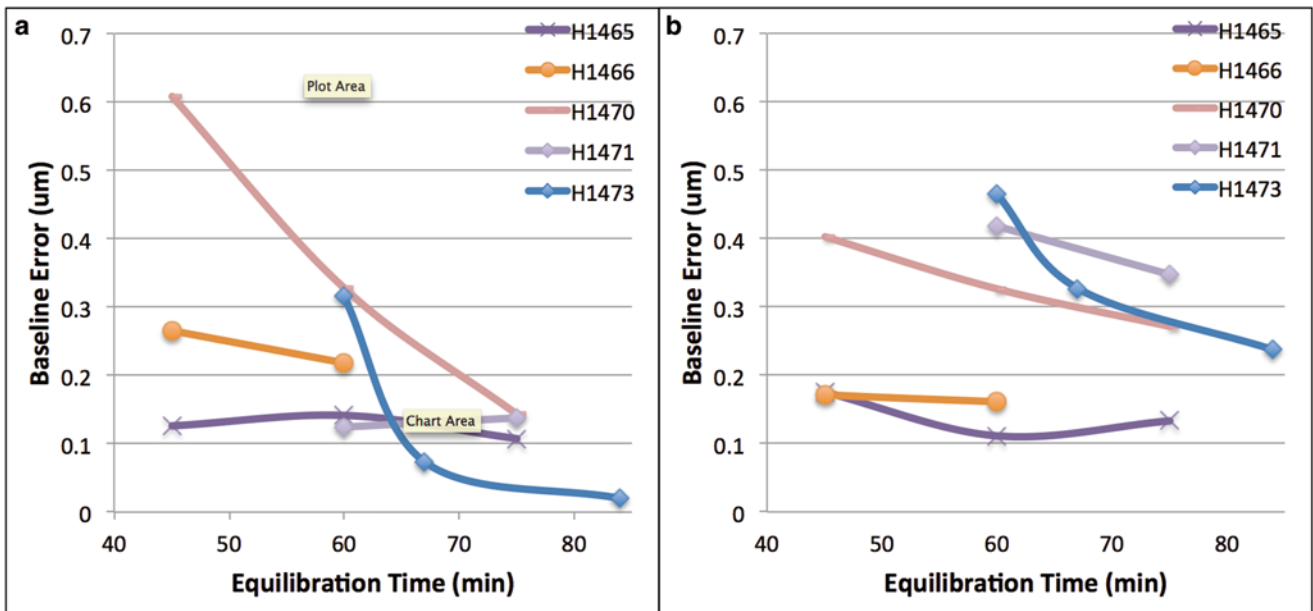 a
Baseline Error (um)
0.7
0.6
0.5
0.4
0.3
0.2
0.1
0
40
50
60
70
80
Equilibration Time (min)
Plot Area
Chart Area
H1465
H1466
H1470
H1471
H1473
b
Baseline Error (um)
0.7
0.6
0.5
0.4
0.3
0.2
0.1
0
40
50
60
70
80
Equilibration Time (min)
H1465
H1466
H1470
H1471
H1473